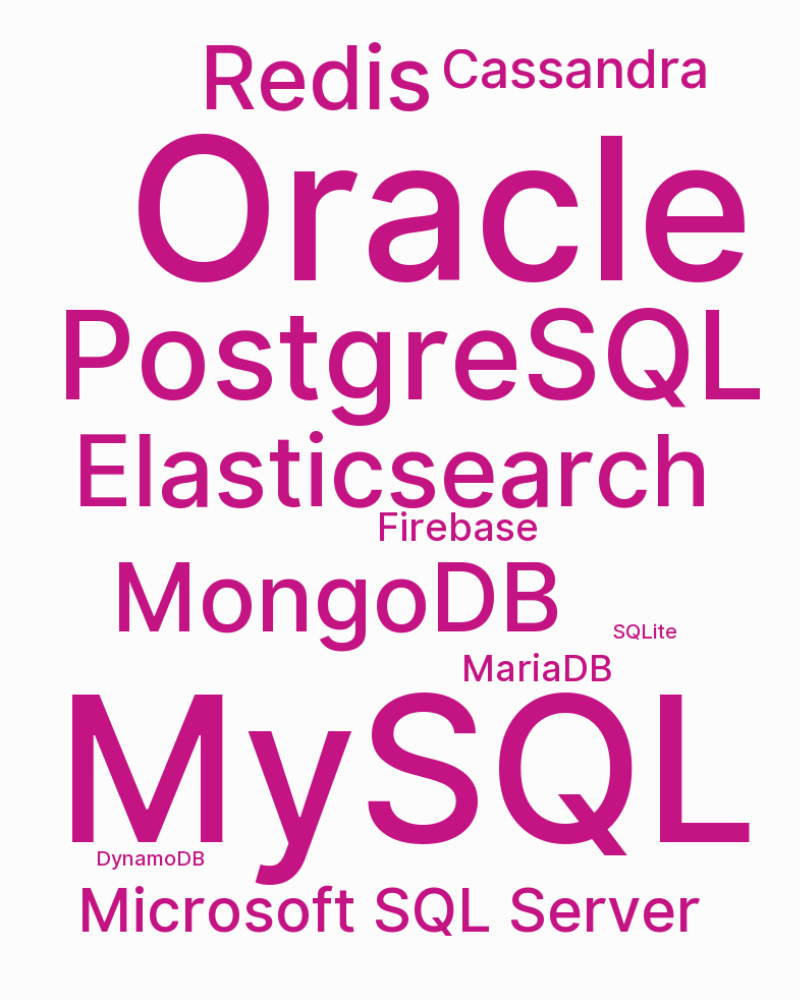 Redis Cassandra
Oracle
PostgreSQL
Elasticsearch
Firebase
MongoDB
SQLite
MariaDB
MySQL
DynamoDB
Microsoft SQL Server